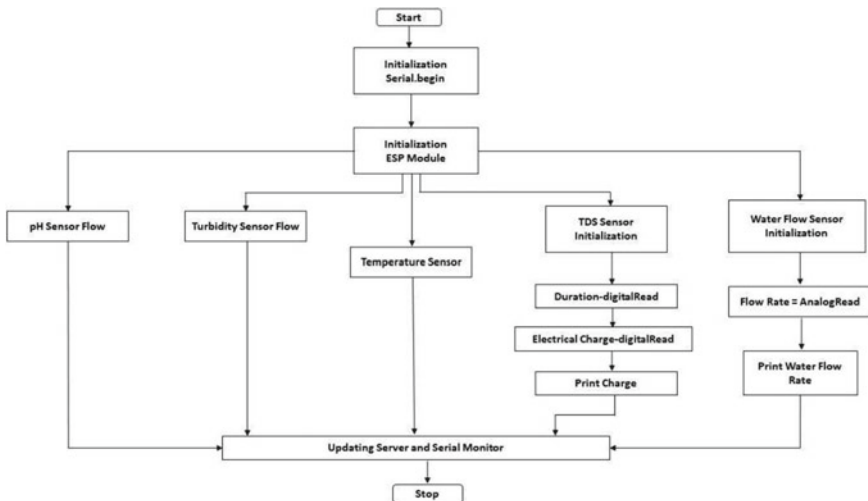 Start
Initialization
Serial.begin
Initialization
ESP Module
pH Sensor Flow
Turbidity Sensor Flow
Temperature Sensor
TDS Sensor
Initialization
Duration-digitalRead
Electrical Charge-digitalRead
Print Charge
Water Flow Sensor
Initialization
Flow Rate = AnalogRead
Print Water Flow
Rate
Updating Server and Serial Monitor
Stop